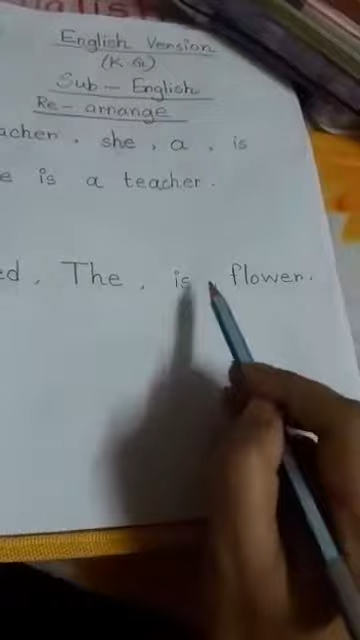 English Version
(K.G)
Sub - English
Re - arrange
acher , she , a , is
e is a teacher .
ed , The , is , flower .